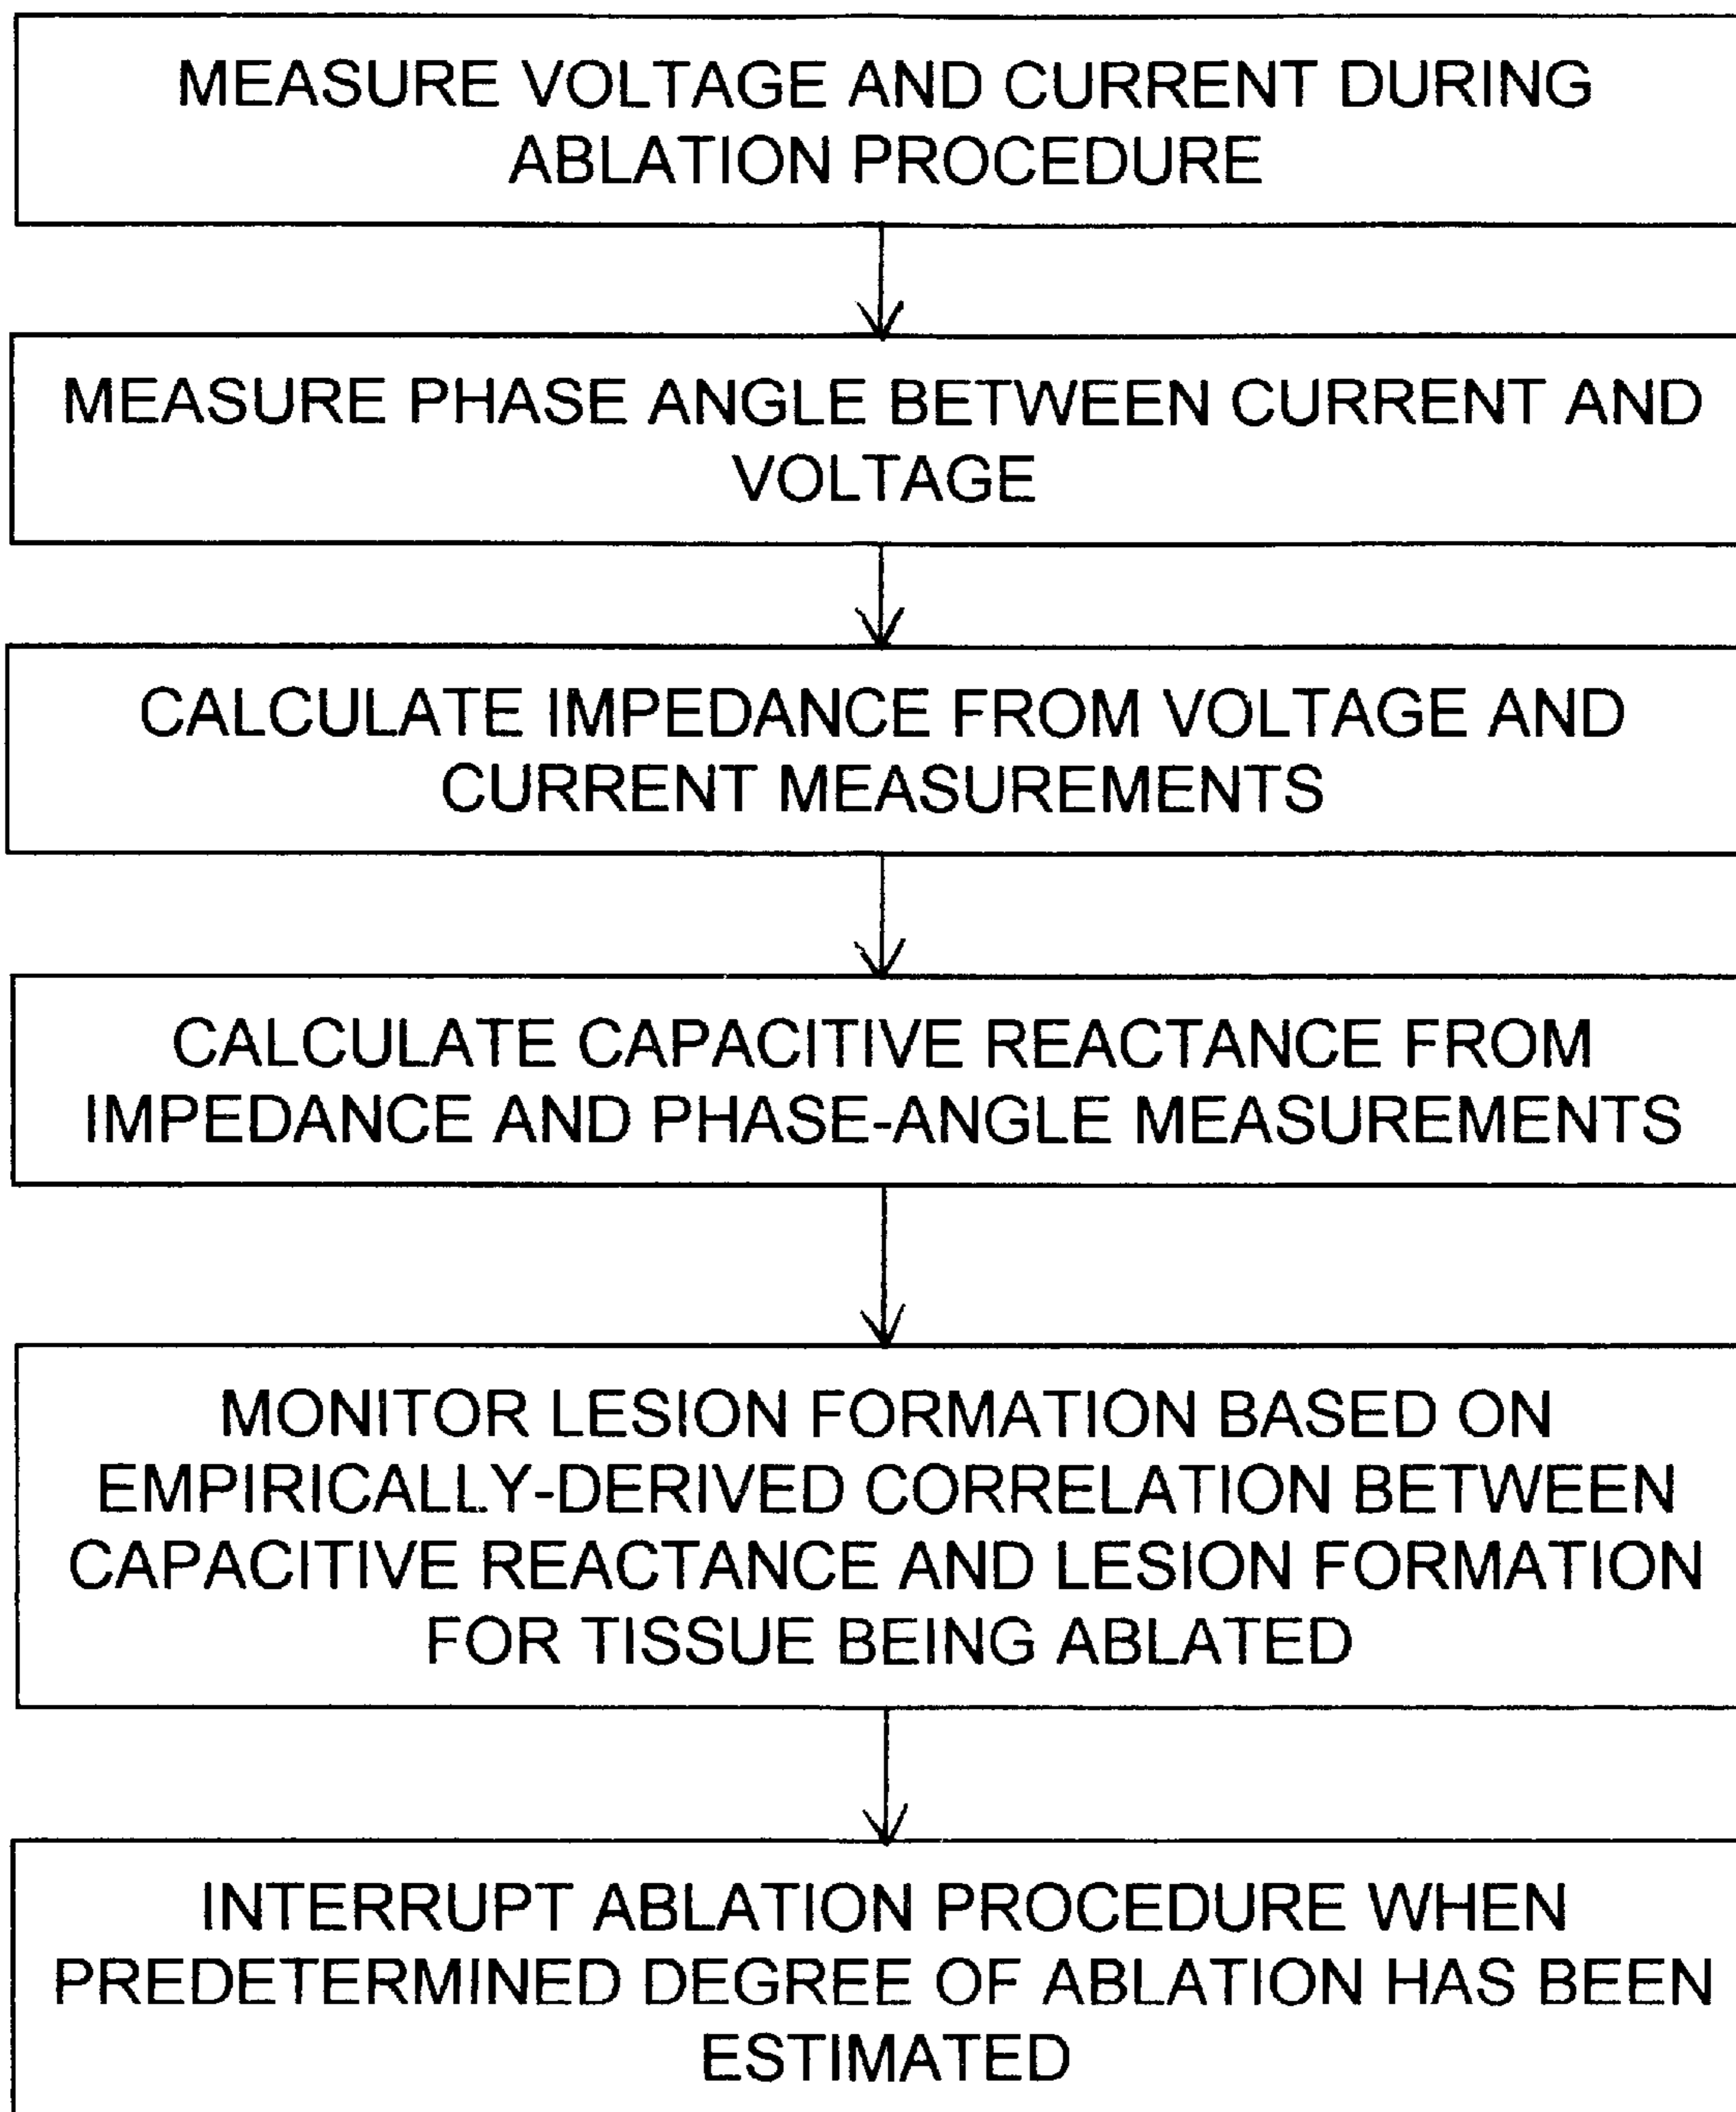 MEASURE VOLTAGE AND CURRENT DURING
ABLATION PROCEDURE
MEASURE PHASE ANGLE BETWEEN CURRENT AND
VOLTAGE
CALCULATE IMPEDANCE FROM VOLTAGE AND
CURRENT MEASUREMENTS
CALCULATE CAPACITIVE REACTANCE FROM
IMPEDANCE AND PHASE-ANGLE MEASUREMENTS
MONITOR LESION FORMATION BASED ON
EMPIRICALLY-DERIVED CORRELATION BETWEEN
CAPACITIVE REACTANCE AND LESION FORMATION
FOR TISSUE BEING ABLATED
INTERRUPT ABLATION PROCEDURE WHEN
PREDETERMINED DEGREE OF ABLATION HAS BEEN
ESTIMATED